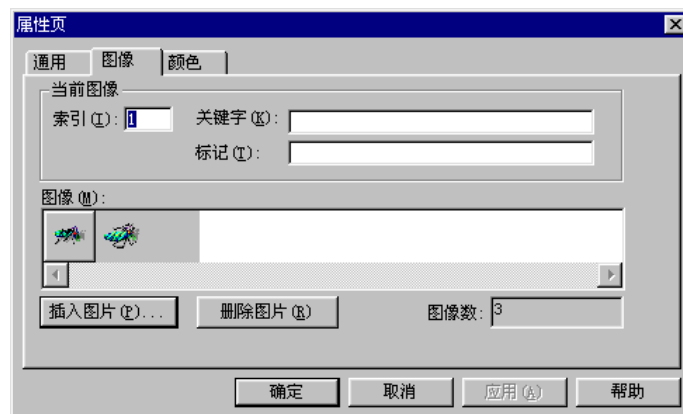 属性页
通用 图像 颜色
当前图像
索引(I): 1 关键字(K):
标记(T):
图像(M):
插入图片(P)... 删除图片(R) 图像数: 3
确定 取消 应用(A) 帮助